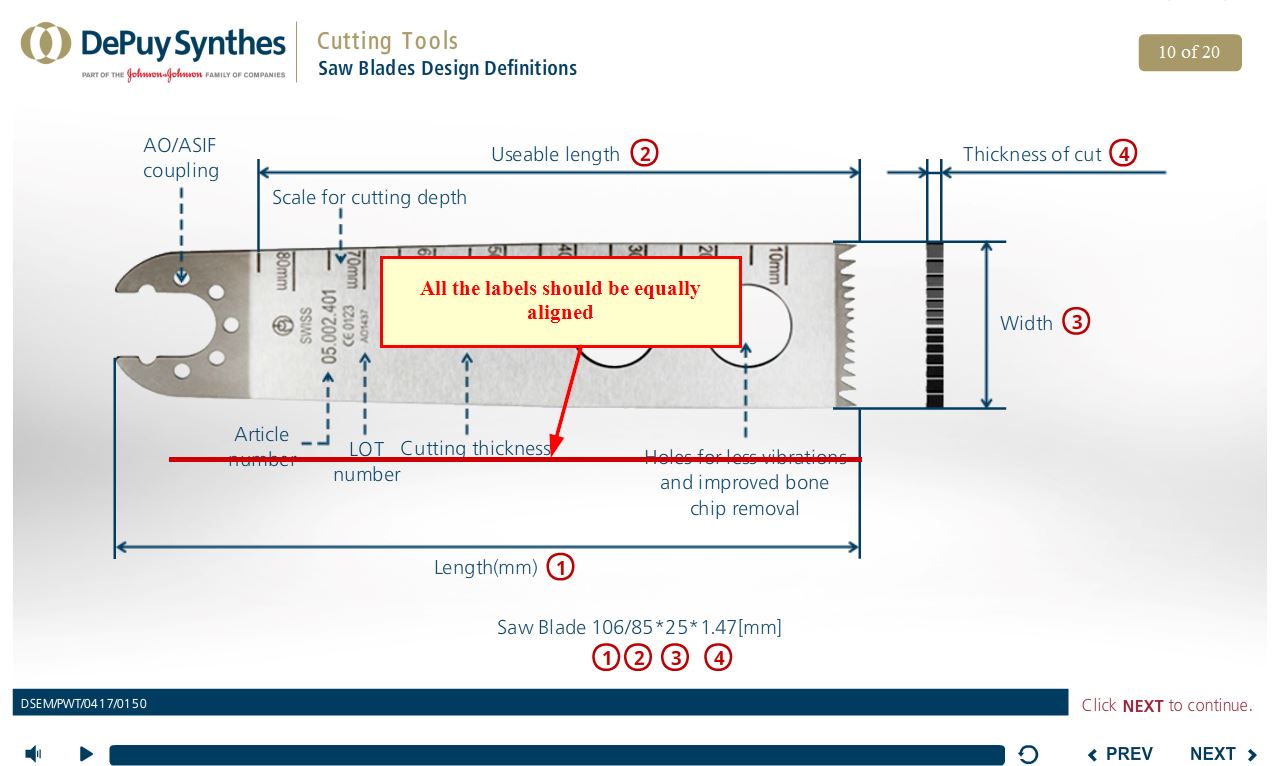 DePuy Synthes
PART OF THE Johnson & Johnson FAMILY OF COMPANIES
Cutting Tools
Saw Blades Design Definitions
10 of 20
AO/ASIF
coupling
Useable length 2
Thickness of cut 4
Scale for cutting depth
80mm
70mm
6
50
40
30
20
10mm
SWISS
05.002.401
CE 0123
AO1437
All the labels should be equally
aligned
Width 3
Article
number
LOT
number
Cutting thickness
Holes for less vibrations
and improved bone
chip removal
Length(mm) 1
Saw Blade 106/85*25*1.47[mm]
1 2 3 4
DSEM/PWT/0417/0150
Click NEXT to continue.
PREV
NEXT